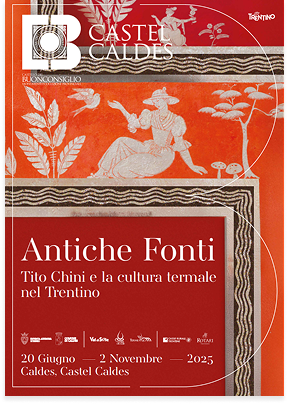 TRENTINO
CASTEL
CALDES
BUONCONSIGLIO
Antiche Fonti
Tito Chini e la cultura termale
nel Trentino
ROTARI
20 Giugno — 2 Novembre — 2025
Caldes, Castel Caldes